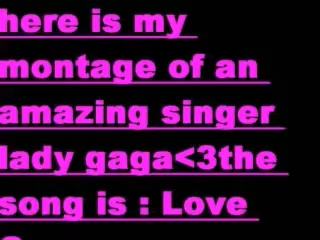 here is my
montage of an
amazing singer
lady gaga<3the
song is : Love